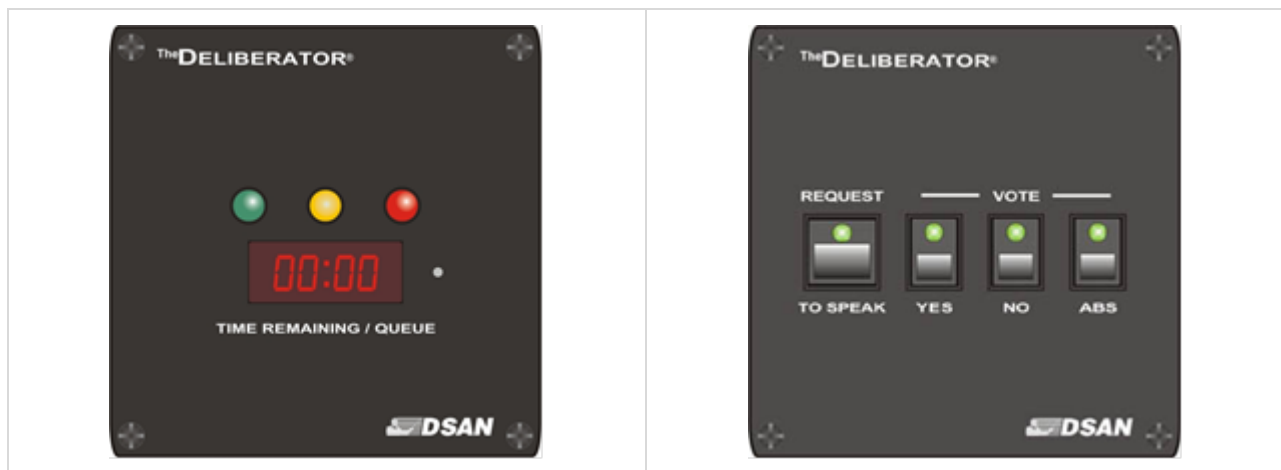 TheDELIBERATOR®
00:00
TIME REMAINING / QUEUE
DSAN
TheDELIBERATOR®
REQUEST VOTE
TO SPEAK YES NO ABS
DSAN